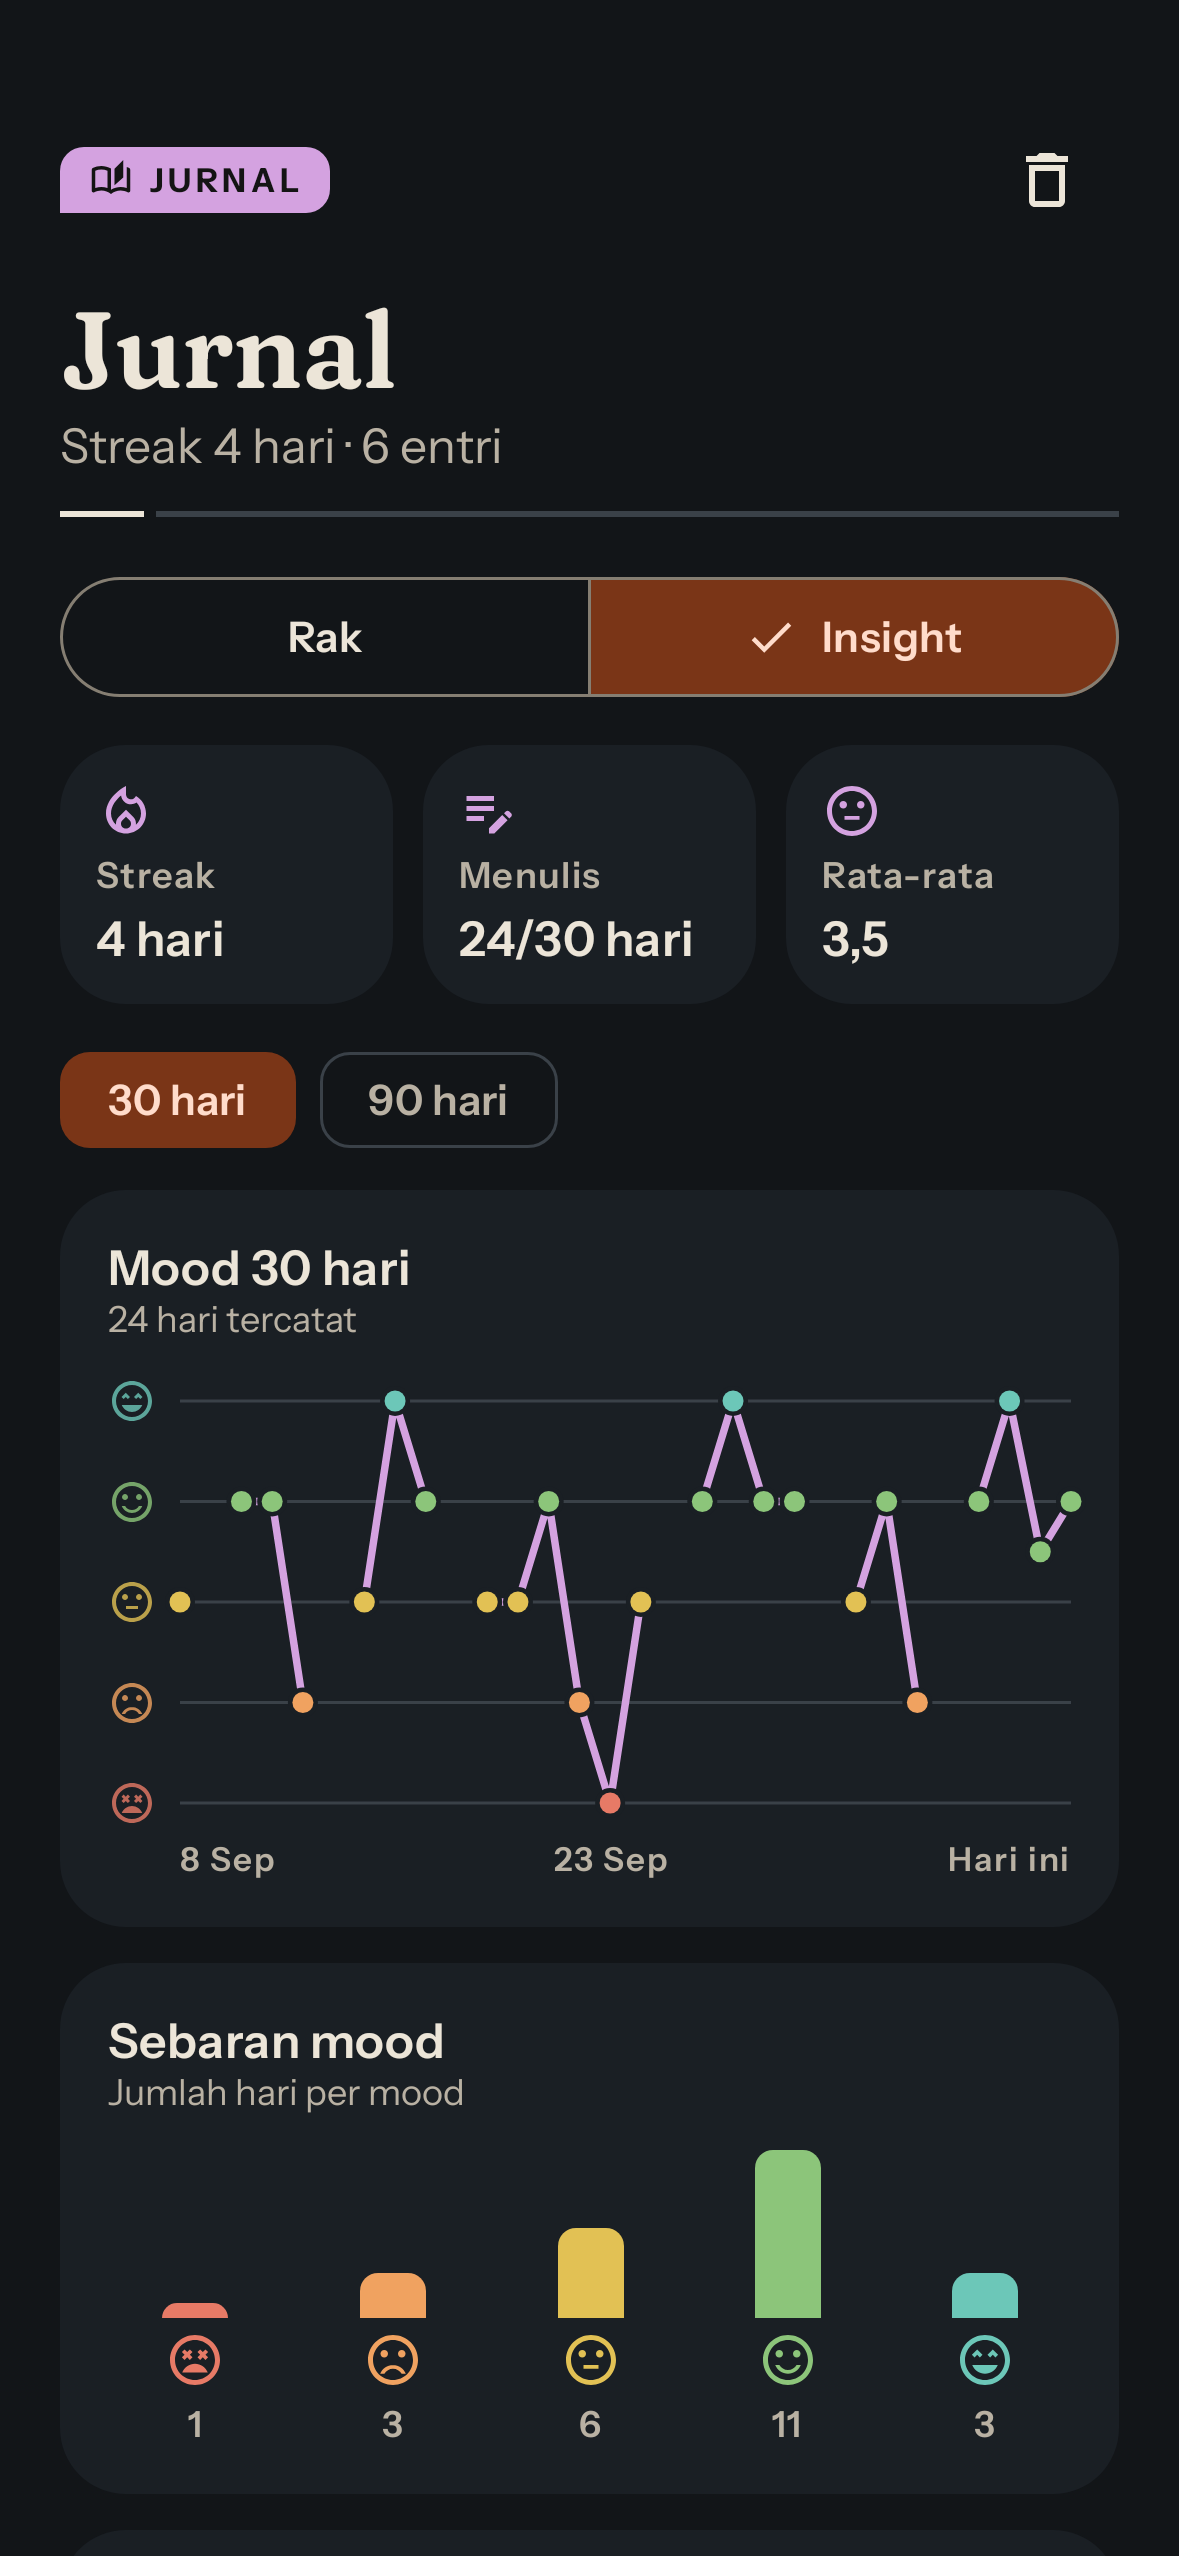 JURNAL
Jurnal
Streak 4 hari · 6 entri
Rak
Insight
Streak
4 hari
Menulis
24/30 hari
Rata-rata
3,5
30 hari
90 hari
Mood 30 hari
24 hari tercatat
8 Sep
23 Sep
Hari ini
Sebaran mood
Jumlah hari per mood
1
3
6
11
3